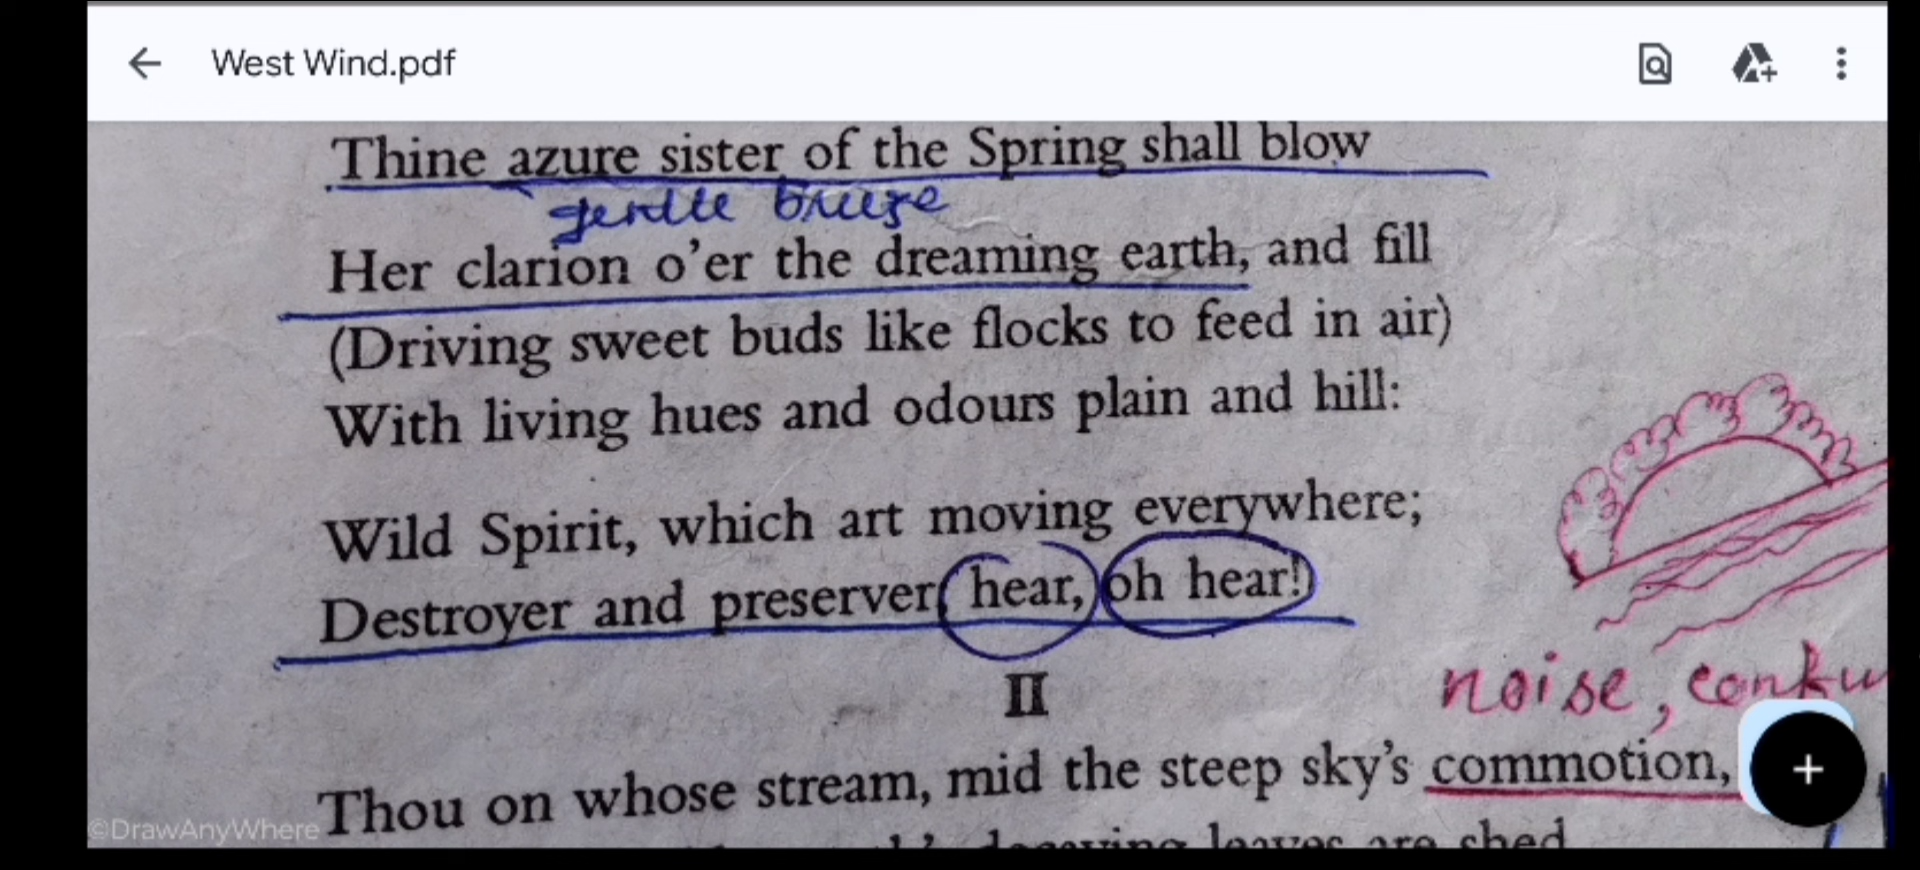 West Wind.pdf
Thine azure sister of the Spring shall blow
gentle breeze
Her clarion o'er the dreaming earth, and fill
(Driving sweet buds like flocks to feed in air)
With living hues and odours plain and hill:
Wild Spirit, which art moving everywhere;
Destroyer and preserver; hear, oh hear!
II
noise,
Thou on whose stream, mid the steep sky's commotion,
leaves are shed
©DrawAnyWhere